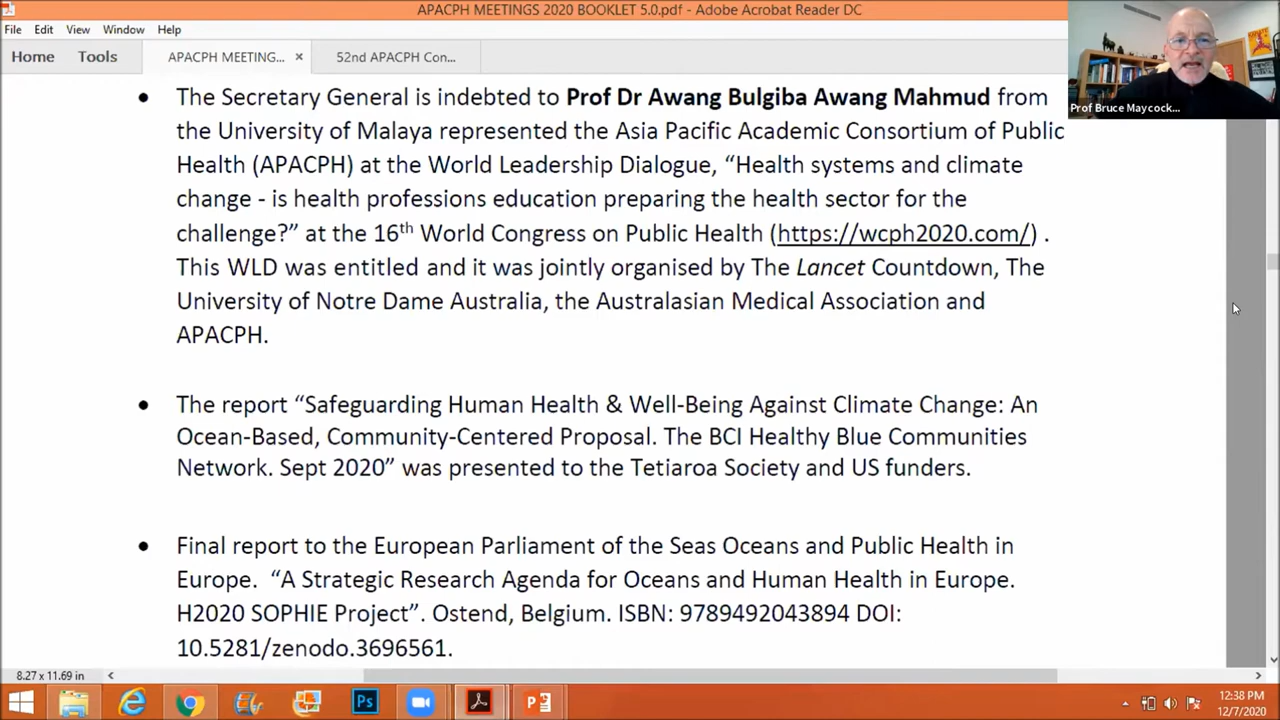 APACPH MEETINGS 2020 BOOKLET 5.0.pdf - Adobe Acrobat Reader DC
File Edit View Window Help
Home Tools APACPH MEETING... × 52nd APACPH Con...
Prof Bruce Maycock...
• The Secretary General is indebted to Prof Dr Awang Bulgiba Awang Mahmud from
the University of Malaya represented the Asia Pacific Academic Consortium of Public
Health (APACPH) at the World Leadership Dialogue, “Health systems and climate
change - is health professions education preparing the health sector for the
challenge?” at the 16th World Congress on Public Health (https://wcph2020.com/) .
This WLD was entitled and it was jointly organised by The Lancet Countdown, The
University of Notre Dame Australia, the Australasian Medical Association and
APACPH.
• The report “Safeguarding Human Health & Well-Being Against Climate Change: An
Ocean-Based, Community-Centered Proposal. The BCI Healthy Blue Communities
Network. Sept 2020” was presented to the Tetiaroa Society and US funders.
• Final report to the European Parliament of the Seas Oceans and Public Health in
Europe. “A Strategic Research Agenda for Oceans and Human Health in Europe.
H2020 SOPHIE Project”. Ostend, Belgium. ISBN: 9789492043894 DOI:
10.5281/zenodo.3696561.
8.27 x 11.69 in
Ps
12:38 PM
12/7/2020